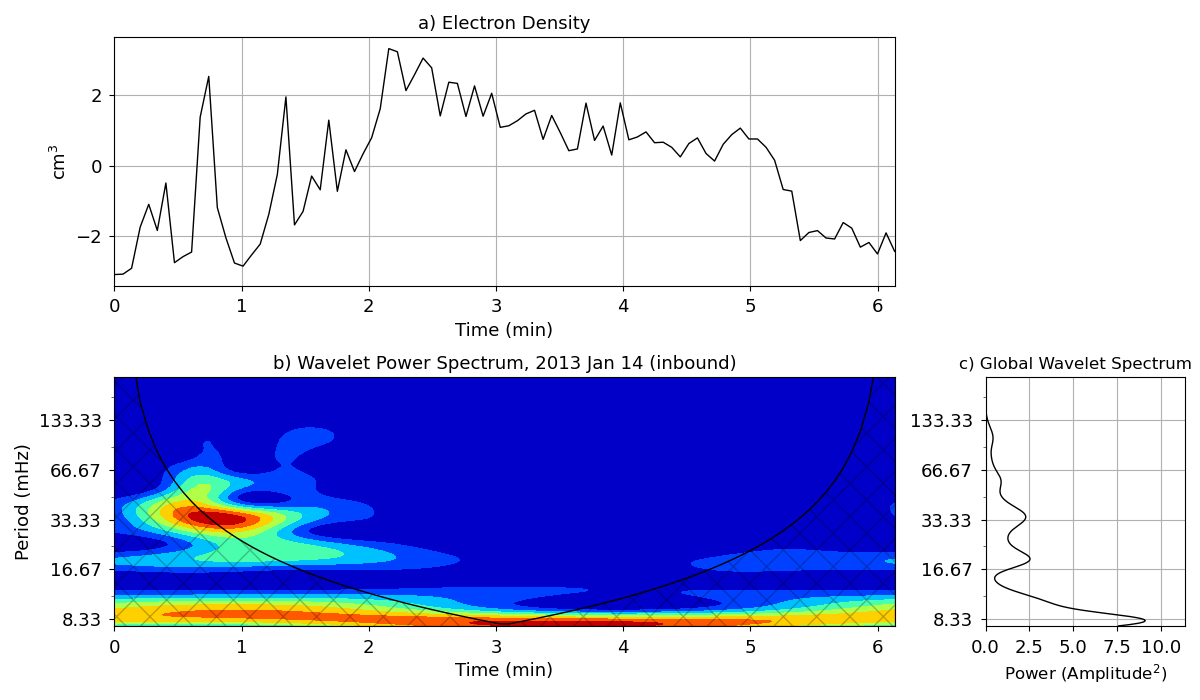 a) Electron Density
2
0
−2
cm³
0 1 2 3 4 5 6
Time (min)
b) Wavelet Power Spectrum, 2013 Jan 14 (inbound)
133.33
66.67
33.33
16.67
8.33
Period (mHz)
0 1 2 3 4 5 6
Time (min)
c) Global Wavelet Spectrum
133.33
66.67
33.33
16.67
8.33
0.0 2.5 5.0 7.5 10.0
Power (Amplitude²)